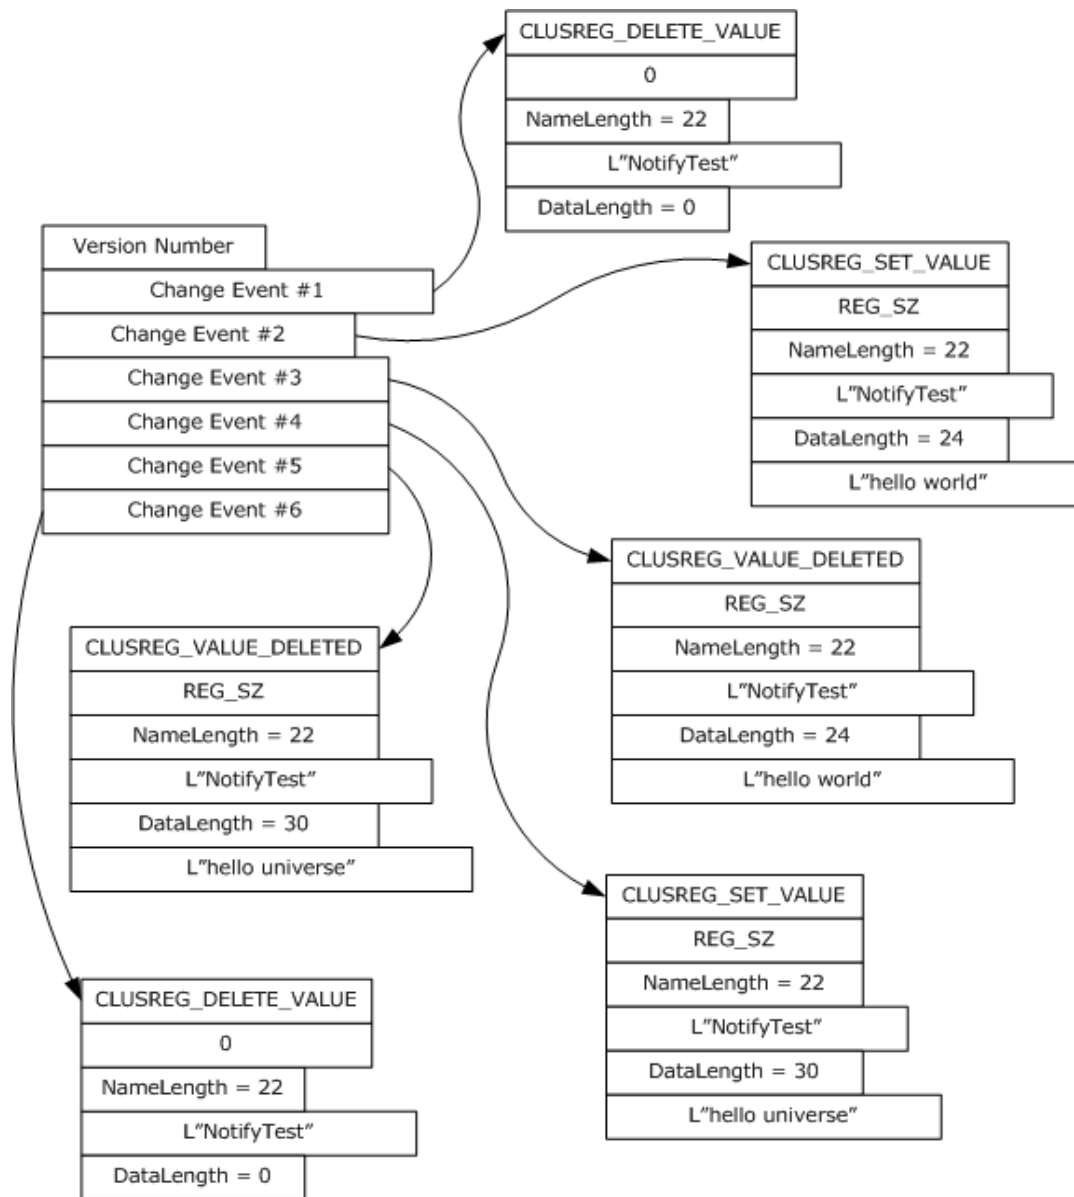 CLUSREG_DELETE_VALUE
0
NameLength = 22
L”NotifyTest”
DataLength = 0
Version Number
Change Event #1
Change Event #2
Change Event #3
Change Event #4
Change Event #5
Change Event #6
CLUSREG_SET_VALUE
REG_SZ
NameLength = 22
L”NotifyTest”
DataLength = 24
L”hello world”
CLUSREG_VALUE_DELETED
REG_SZ
NameLength = 22
L”NotifyTest”
DataLength = 24
L”hello world”
CLUSREG_VALUE_DELETED
REG_SZ
NameLength = 22
L”NotifyTest”
DataLength = 30
L”hello universe”
CLUSREG_SET_VALUE
REG_SZ
NameLength = 22
L”NotifyTest”
DataLength = 30
L”hello universe”
CLUSREG_DELETE_VALUE
0
NameLength = 22
L”NotifyTest”
DataLength = 0